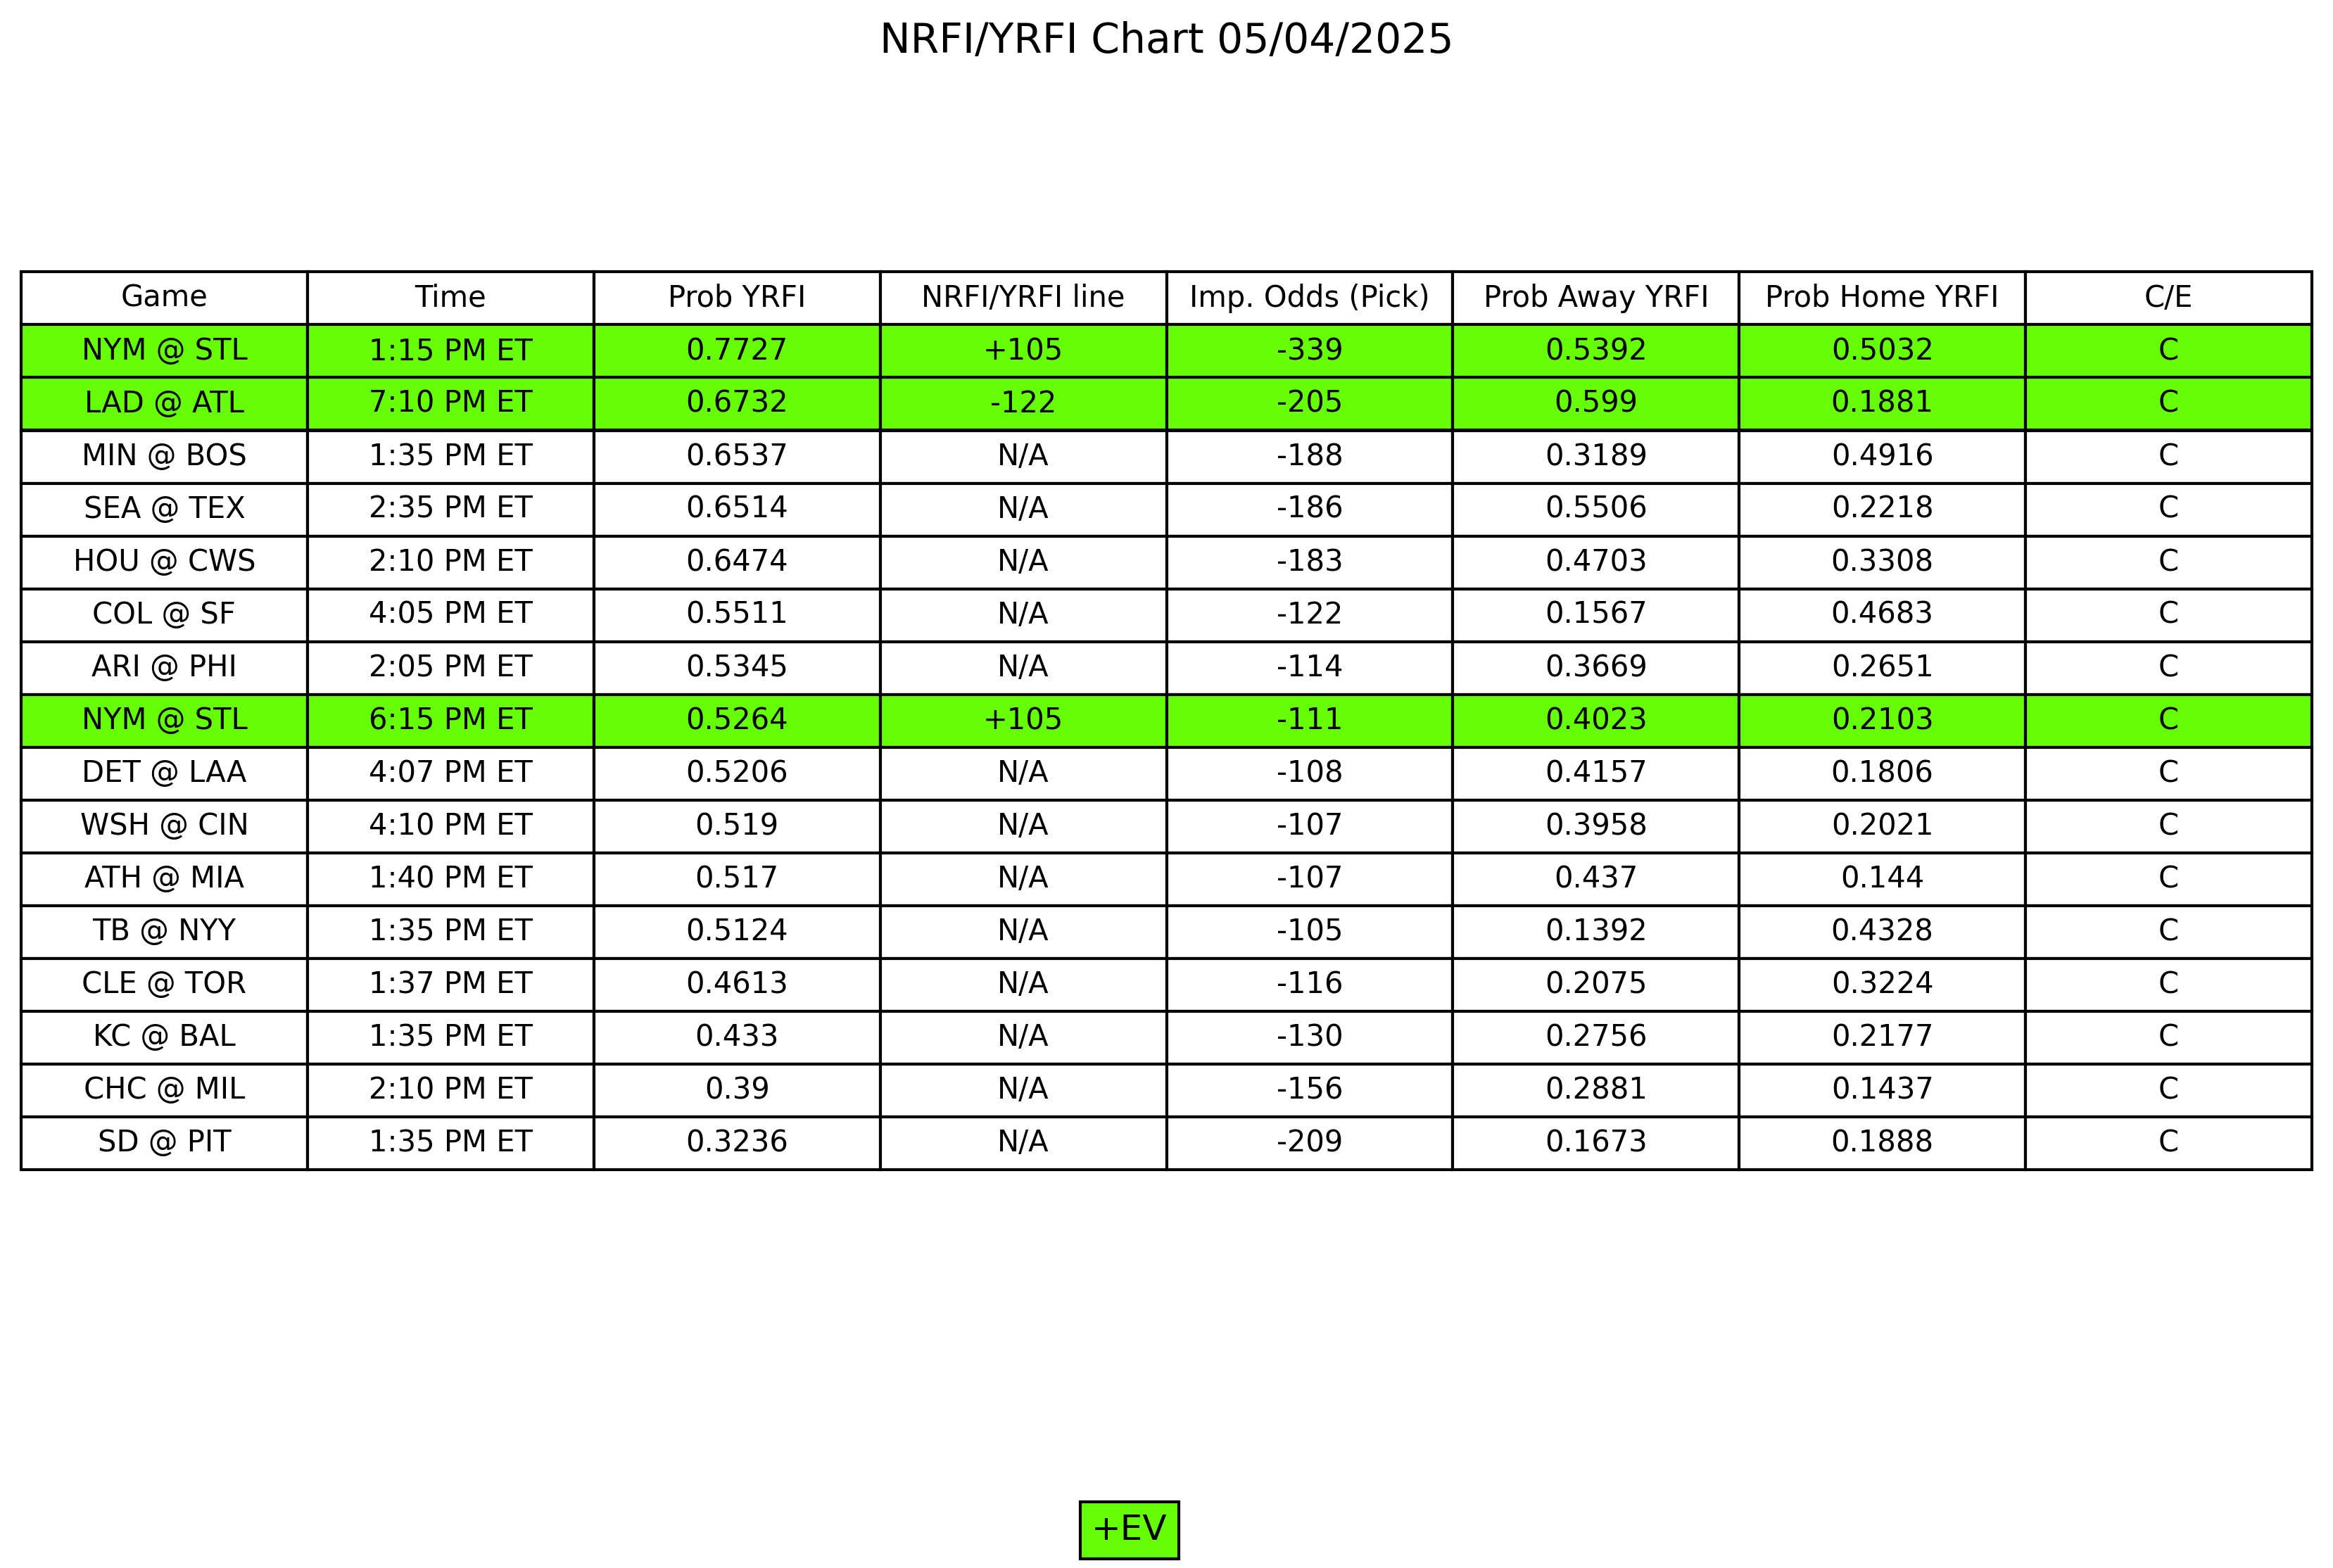 NRFI/YRFI Chart 05/04/2025
Game Time Prob YRFI NRFI/YRFI line Imp. Odds (Pick) Prob Away YRFI Prob Home YRFI C/E
NYM @ STL 1:15 PM ET 0.7727 +105 -339 0.5392 0.5032 C
LAD @ ATL 7:10 PM ET 0.6732 -122 -205 0.599 0.1881 C
MIN @ BOS 1:35 PM ET 0.6537 N/A -188 0.3189 0.4916 C
SEA @ TEX 2:35 PM ET 0.6514 N/A -186 0.5506 0.2218 C
HOU @ CWS 2:10 PM ET 0.6474 N/A -183 0.4703 0.3308 C
COL @ SF 4:05 PM ET 0.5511 N/A -122 0.1567 0.4683 C
ARI @ PHI 2:05 PM ET 0.5345 N/A -114 0.3669 0.2651 C
NYM @ STL 6:15 PM ET 0.5264 +105 -111 0.4023 0.2103 C
DET @ LAA 4:07 PM ET 0.5206 N/A -108 0.4157 0.1806 C
WSH @ CIN 4:10 PM ET 0.519 N/A -107 0.3958 0.2021 C
ATH @ MIA 1:40 PM ET 0.517 N/A -107 0.437 0.144 C
TB @ NYY 1:35 PM ET 0.5124 N/A -105 0.1392 0.4328 C
CLE @ TOR 1:37 PM ET 0.4613 N/A -116 0.2075 0.3224 C
KC @ BAL 1:35 PM ET 0.433 N/A -130 0.2756 0.2177 C
CHC @ MIL 2:10 PM ET 0.39 N/A -156 0.2881 0.1437 C
SD @ PIT 1:35 PM ET 0.3236 N/A -209 0.1673 0.1888 C
+EV